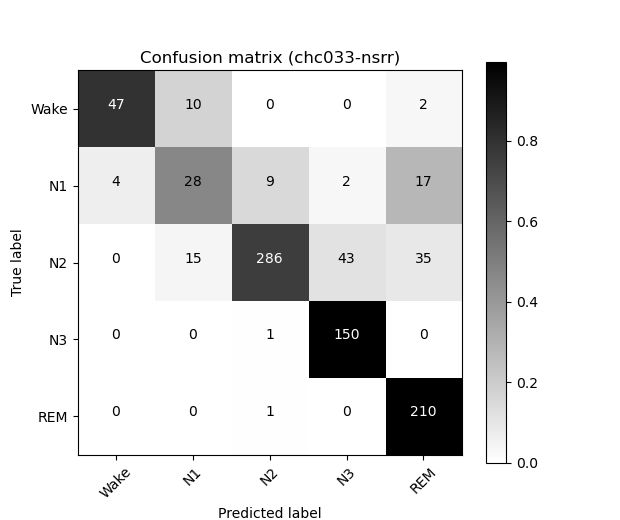 Confusion matrix (chc033-nsrr)
True label
Wake 47 10 0 0 2
N1 4 28 9 2 17
N2 0 15 286 43 35
N3 0 0 1 150 0
REM 0 0 1 0 210
Wake N1 N2 N3 REM
Predicted label
0.8
0.6
0.4
0.2
0.0